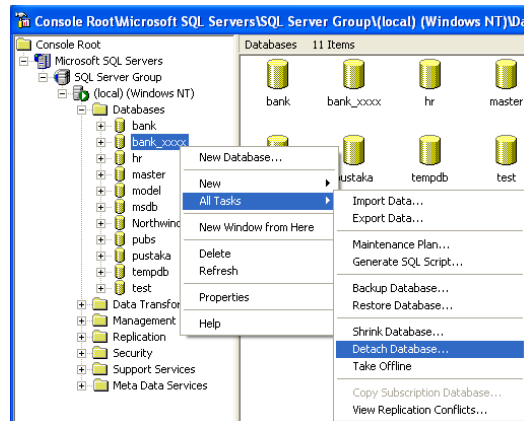 Console Root\Microsoft SQL Servers\SQL Server Group\(local) (Windows NT)\Da
Console Root
Microsoft SQL Servers
SQL Server Group
(local) (Windows NT)
Databases
bank
bank_xxxx
hr
master
model
msdb
Northwind
pubs
pustaka
tempdb
test
Data Transfor
Management
Replication
Security
Support Services
Meta Data Services
Databases 11 Items
bank bank_xxxx hr master
ustaka tempdb test
New Database...
New
All Tasks
New Window from Here
Delete
Refresh
Properties
Help
Import Data...
Export Data...
Maintenance Plan...
Generate SQL Script...
Backup Database...
Restore Database...
Shrink Database...
Detach Database...
Take Offline
Copy Subscription Database...
View Replication Conflicts...